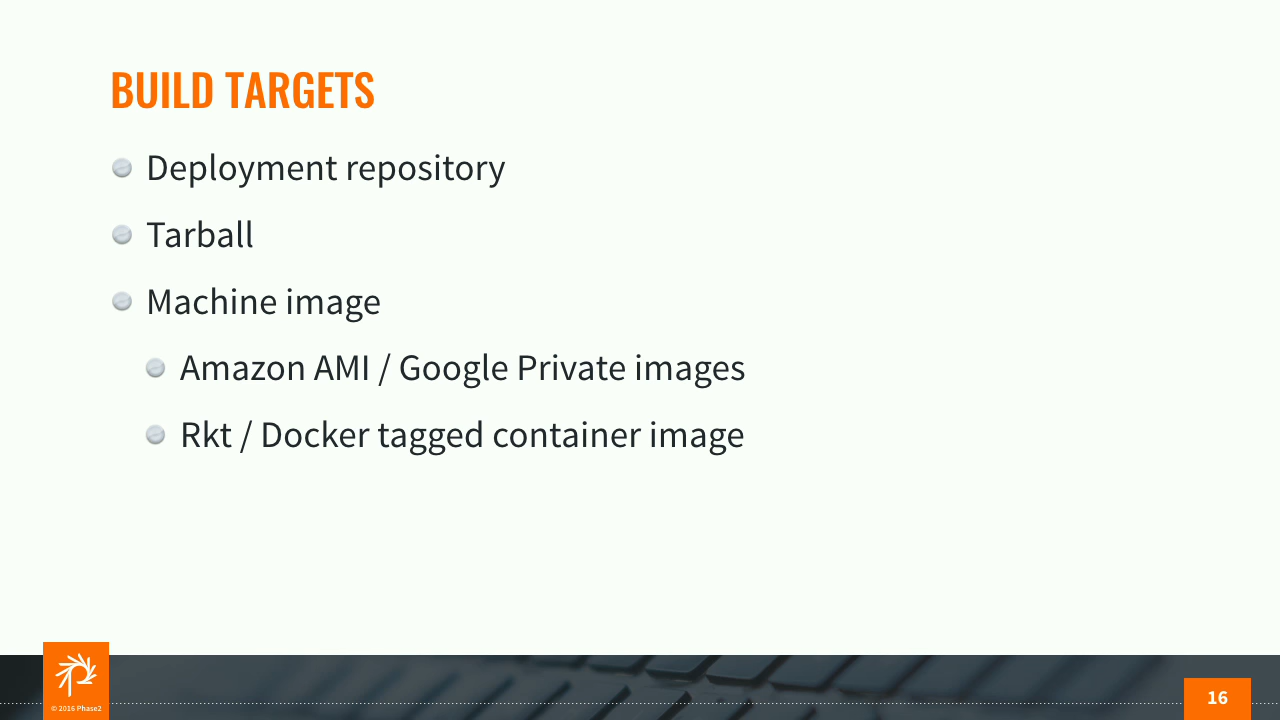 BUILD TARGETS
Deployment repository
Tarball
Machine image
Amazon AMI / Google Private images
Rkt / Docker tagged container image
© 2016 Phase2
16